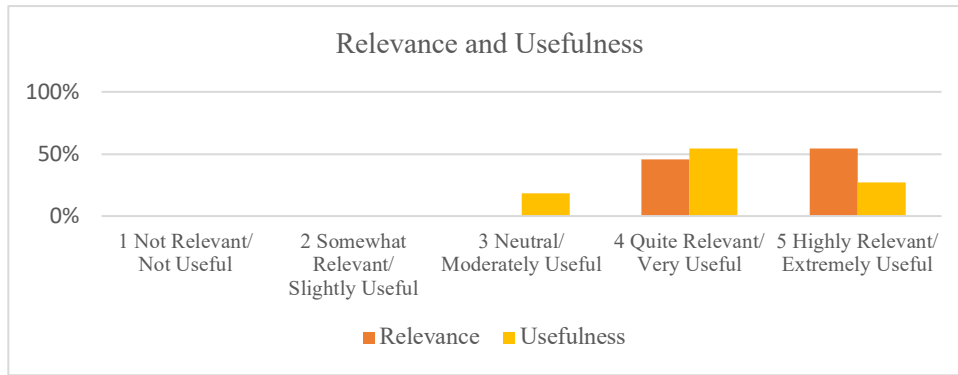 Relevance and Usefulness
100%
50%
0%
1 Not Relevant/
Not Useful
2 Somewhat
Relevant/
Slightly Useful
3 Neutral/
Moderately Useful
4 Quite Relevant/
Very Useful
5 Highly Relevant/
Extremely Useful
Relevance
Usefulness